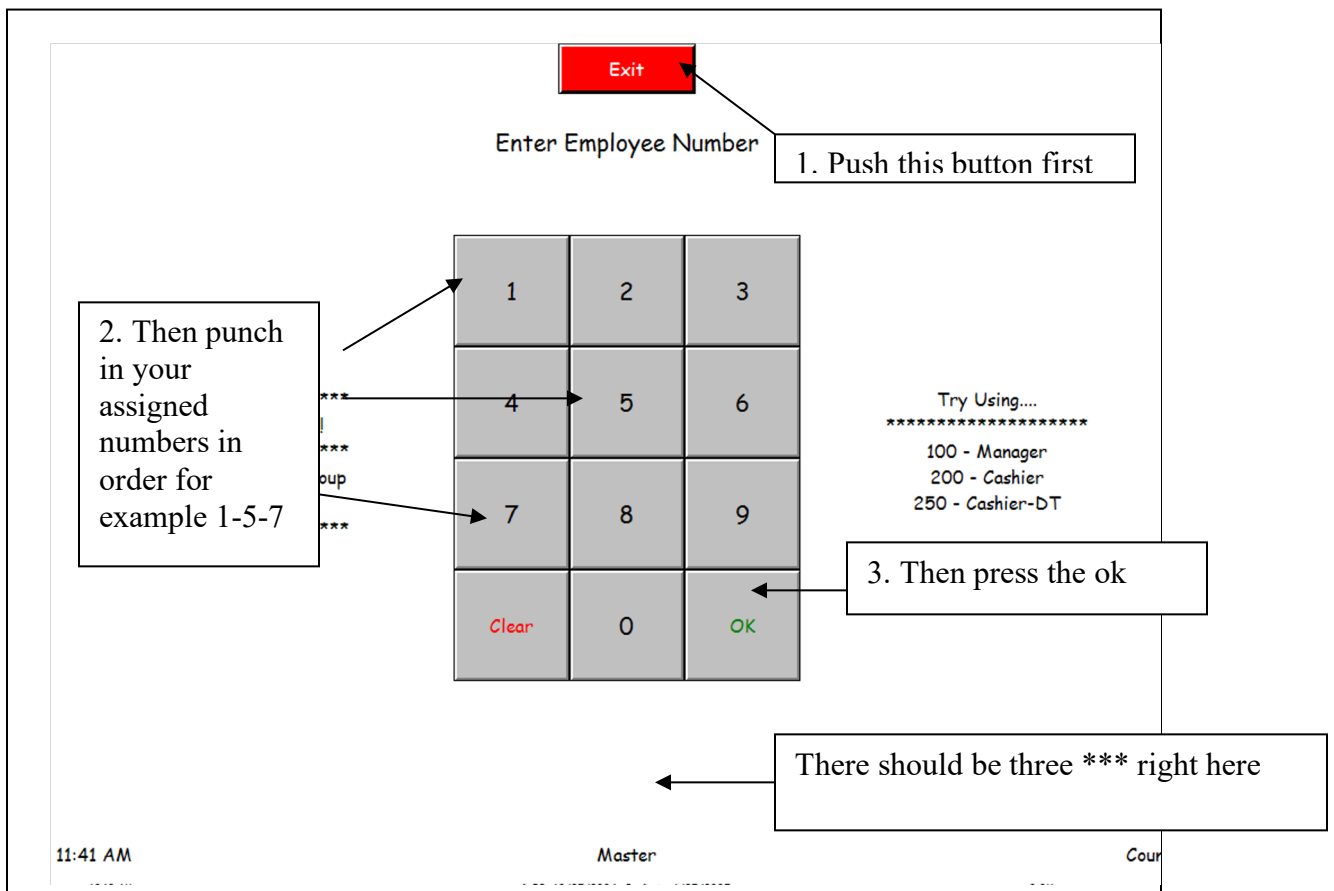 Exit
Enter Employee Number
1. Push this button first
1 2 3
2. Then punch
in your
assigned
numbers in
order for
example 1-5-7
***
!
***
oup
***
4 5 6
Try Using....
********************
100 - Manager
200 - Cashier
250 - Cashier-DT
7 8 9
3. Then press the ok
Clear 0 OK
There should be three *** right here
11:41 AM Master Cour